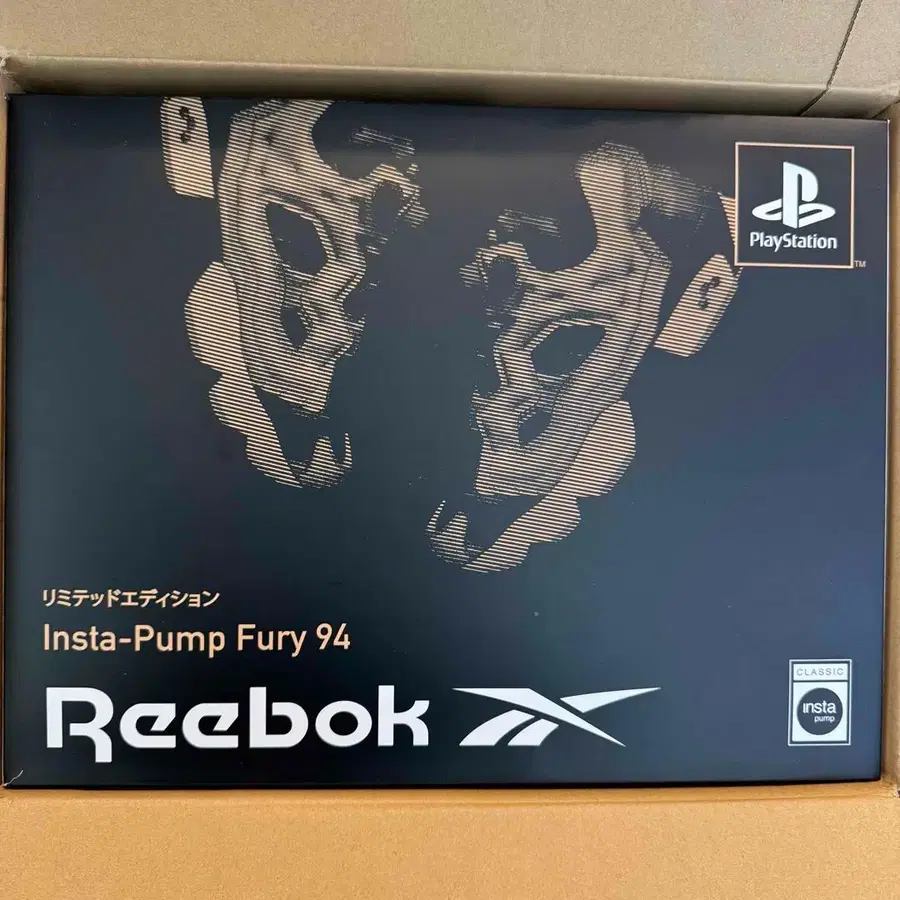 PlayStation
TM
リミテッドエディション
Insta-Pump Fury 94
Reebok
CLASSIC
insta
pump